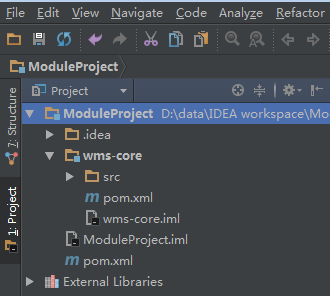 File Edit View Navigate Code Analyze Refactor
ModuleProject
Project
ModuleProject D:\data\IDEA workspace\Mo
.idea
wms-core
src
pom.xml
wms-core.iml
ModuleProject.iml
pom.xml
External Libraries
7: Structure
1: Project